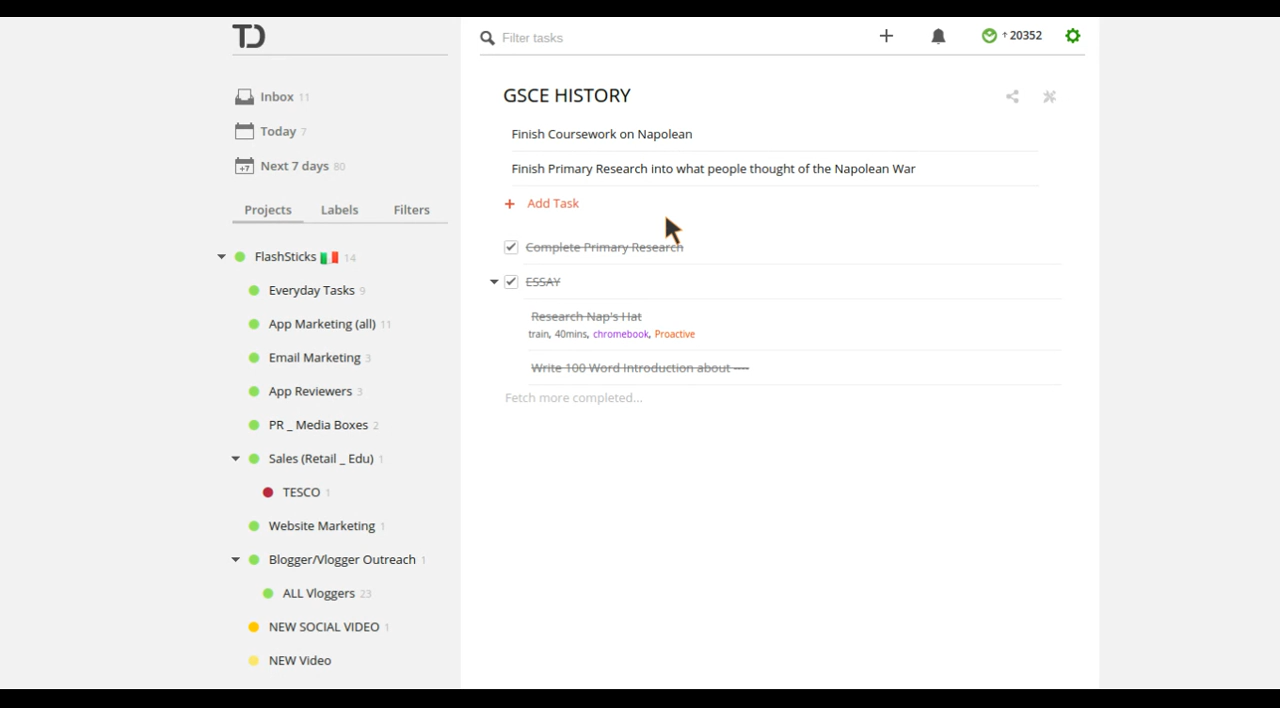 TD
Filter tasks
20352
Inbox 11
Today 7
+7 Next 7 days 80
Projects Labels Filters
FlashSticks 14
Everyday Tasks 9
App Marketing (all) 11
Email Marketing 3
App Reviewers 3
PR _ Media Boxes 2
Sales (Retail _ Edu) 1
TESCO 1
Website Marketing 1
Blogger/Vlogger Outreach 1
ALL Vloggers 23
NEW SOCIAL VIDEO 1
NEW Video
GSCE HISTORY
Finish Coursework on Napolean
Finish Primary Research into what people thought of the Napolean War
+ Add Task
Complete Primary Research
ESSAY
Research Nap's Hat
train, 40mins, chromebook, Proactive
Write 100 Word Introduction about ----
Fetch more completed...